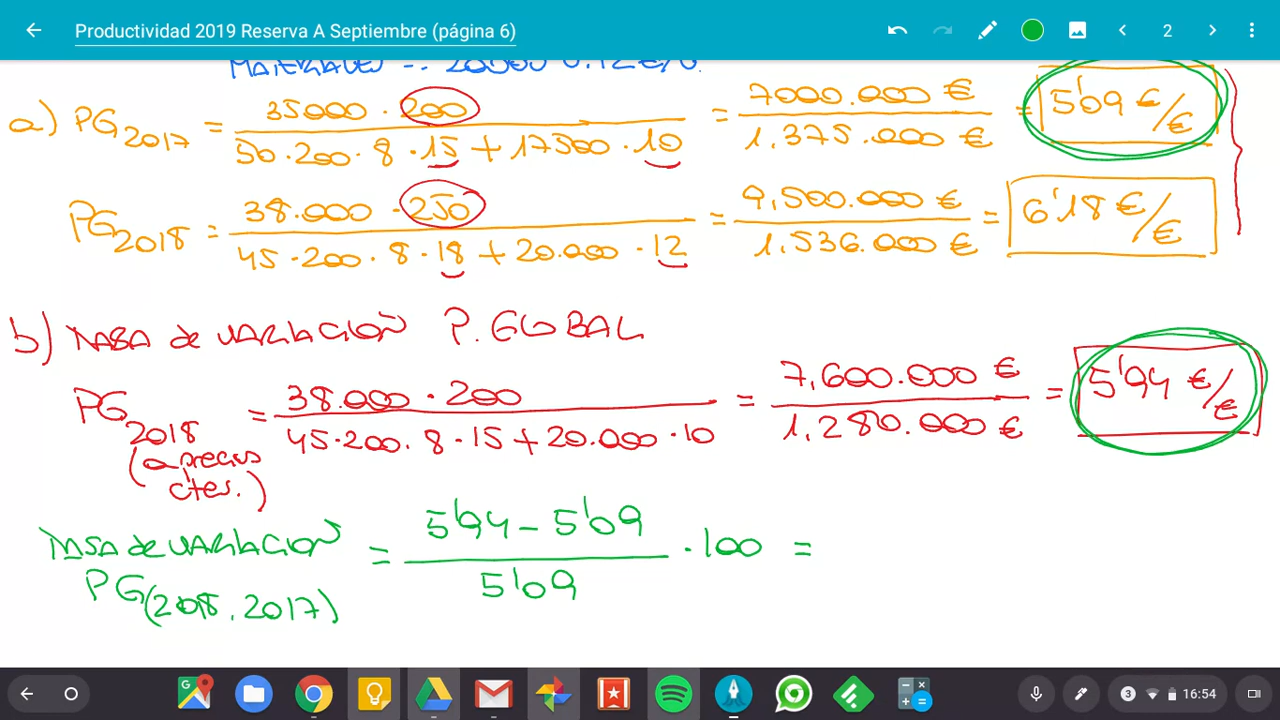 Productividad 2019 Reserva A Septiembre (página 6)
2
MATERIALES
a) PG2017 = 35000 · 200 / 50·200·8·15 + 17500·10 = 7000.000 € / 1.375.000 € = 5'09 €/€
PG2018 = 38.000 · 250 / 45·200·8·18 + 20.000·12 = 9,500.000 € / 1.536.000 € = 6'18 €/€
b) TASA de VARIACIÓN P. GLOBAL
PG2018 (a precios ctes.) = 38.000 · 200 / 45·200·8·15 + 20.000·10 = 7,600.000 € / 1.280.000 € = 5'94 €/€
TASA de VARIACIÓN PG(2018, 2017) = 5'94 - 5'09 / 5'09 · 100 =
3
16:54